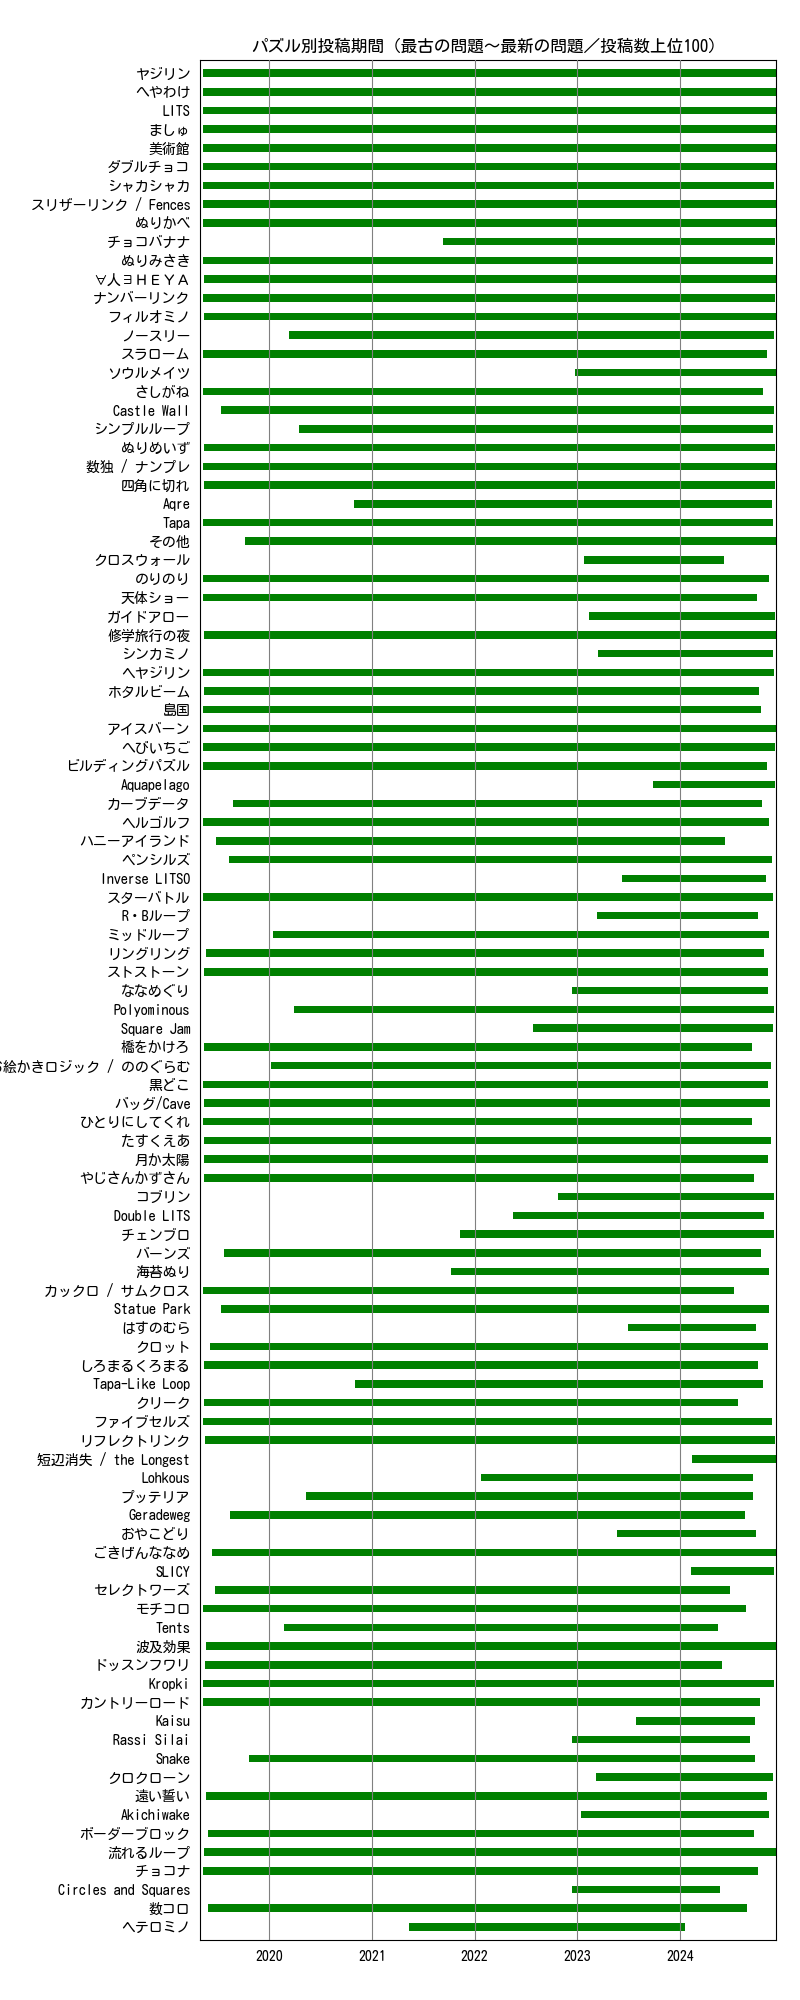 パズル別投稿期間（最古の問題～最新の問題／投稿数上位100）
ヤジリン
へやわけ
LITS
ましゅ
美術館
ダブルチョコ
シャカシャカ
スリザーリンク / Fences
ぬりかべ
チョコバナナ
ぬりみさき
∀人∃ＨＥＹＡ
ナンバーリンク
フィルオミノ
ノースリー
スラローム
ソウルメイツ
さしがね
Castle Wall
シンプルループ
ぬりめいず
数独 / ナンプレ
四角に切れ
Aqre
Tapa
その他
クロスウォール
のりのり
天体ショー
ガイドアロー
修学旅行の夜
シンカミノ
ヘヤジリン
ホタルビーム
島国
アイスバーン
へびいちご
ビルディングパズル
Aquapelago
カーブデータ
ヘルゴルフ
ハニーアイランド
ペンシルズ
Inverse LITSO
スターバトル
R・Bループ
ミッドループ
リングリング
ストストーン
ななめぐり
Polyominous
Square Jam
橋をかけろ
絵かきロジック / ののぐらむ
黒どこ
バッグ/Cave
ひとりにしてくれ
たすくえあ
月か太陽
やじさんかずさん
コブリン
Double LITS
チェンブロ
バーンズ
海苔ぬり
カックロ / サムクロス
Statue Park
はすのむら
クロット
しろまるくろまる
Tapa-Like Loop
クリーク
ファイブセルズ
リフレクトリンク
短辺消失 / the Longest
Lohkous
プッテリア
Geradeweg
おやこどり
ごきげんななめ
SLICY
セレクトワーズ
モチコロ
Tents
波及効果
ドッスンフワリ
Kropki
カントリーロード
Kaisu
Rassi Silai
Snake
クロクローン
遠い誓い
Akichiwake
ボーダーブロック
流れるループ
チョコナ
Circles and Squares
数コロ
ヘテロミノ
2020 2021 2022 2023 2024